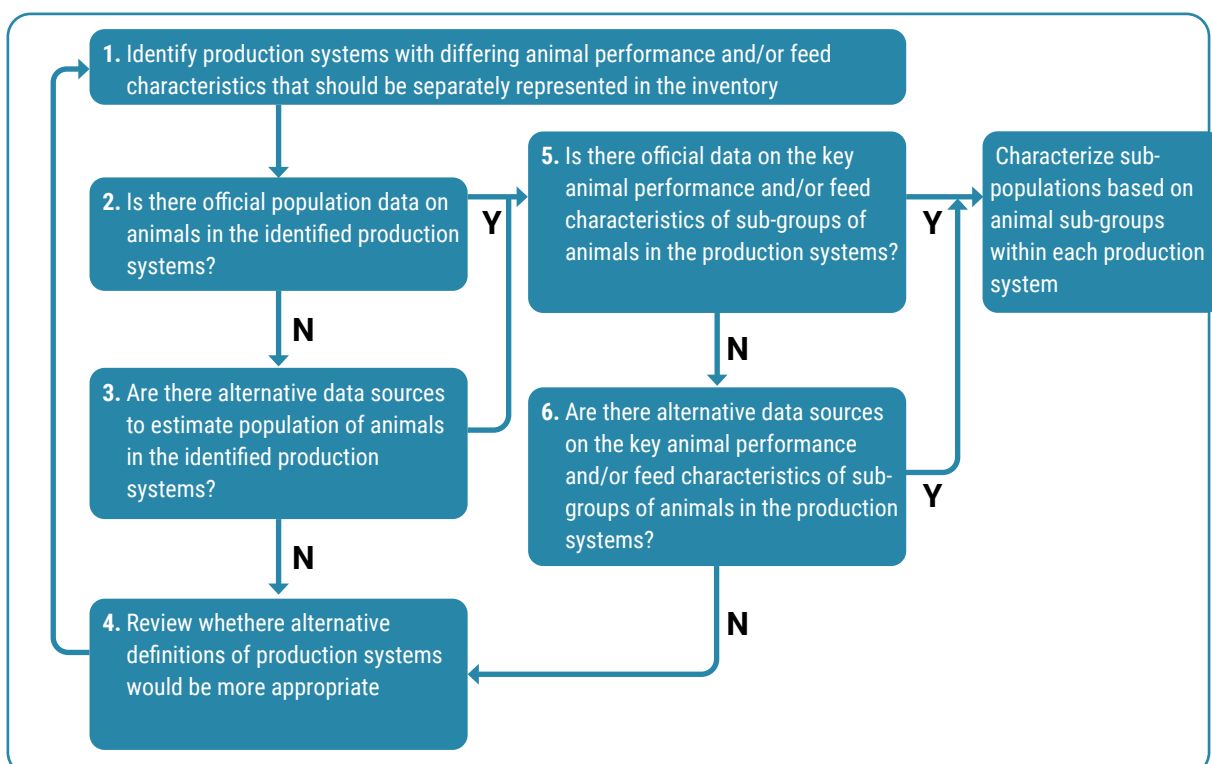 1. Identify production systems with differing animal performance and/or feed
characteristics that should be separately represented in the inventory
2. Is there official population data on
animals in the identified production
systems?
Y
N
3. Are there alternative data sources
to estimate population of animals
in the identified production
systems?
N
4. Review whethere alternative
definitions of production systems
would be more appropriate
5. Is there official data on the key
animal performance and/or feed
characteristics of sub-groups of
animals in the production systems?
Y
N
6. Are there alternative data sources
on the key animal performance
and/or feed characteristics of sub-
groups of animals in the production
systems?
Y
N
Characterize sub-
populations based on
animal sub-groups
within each production
system